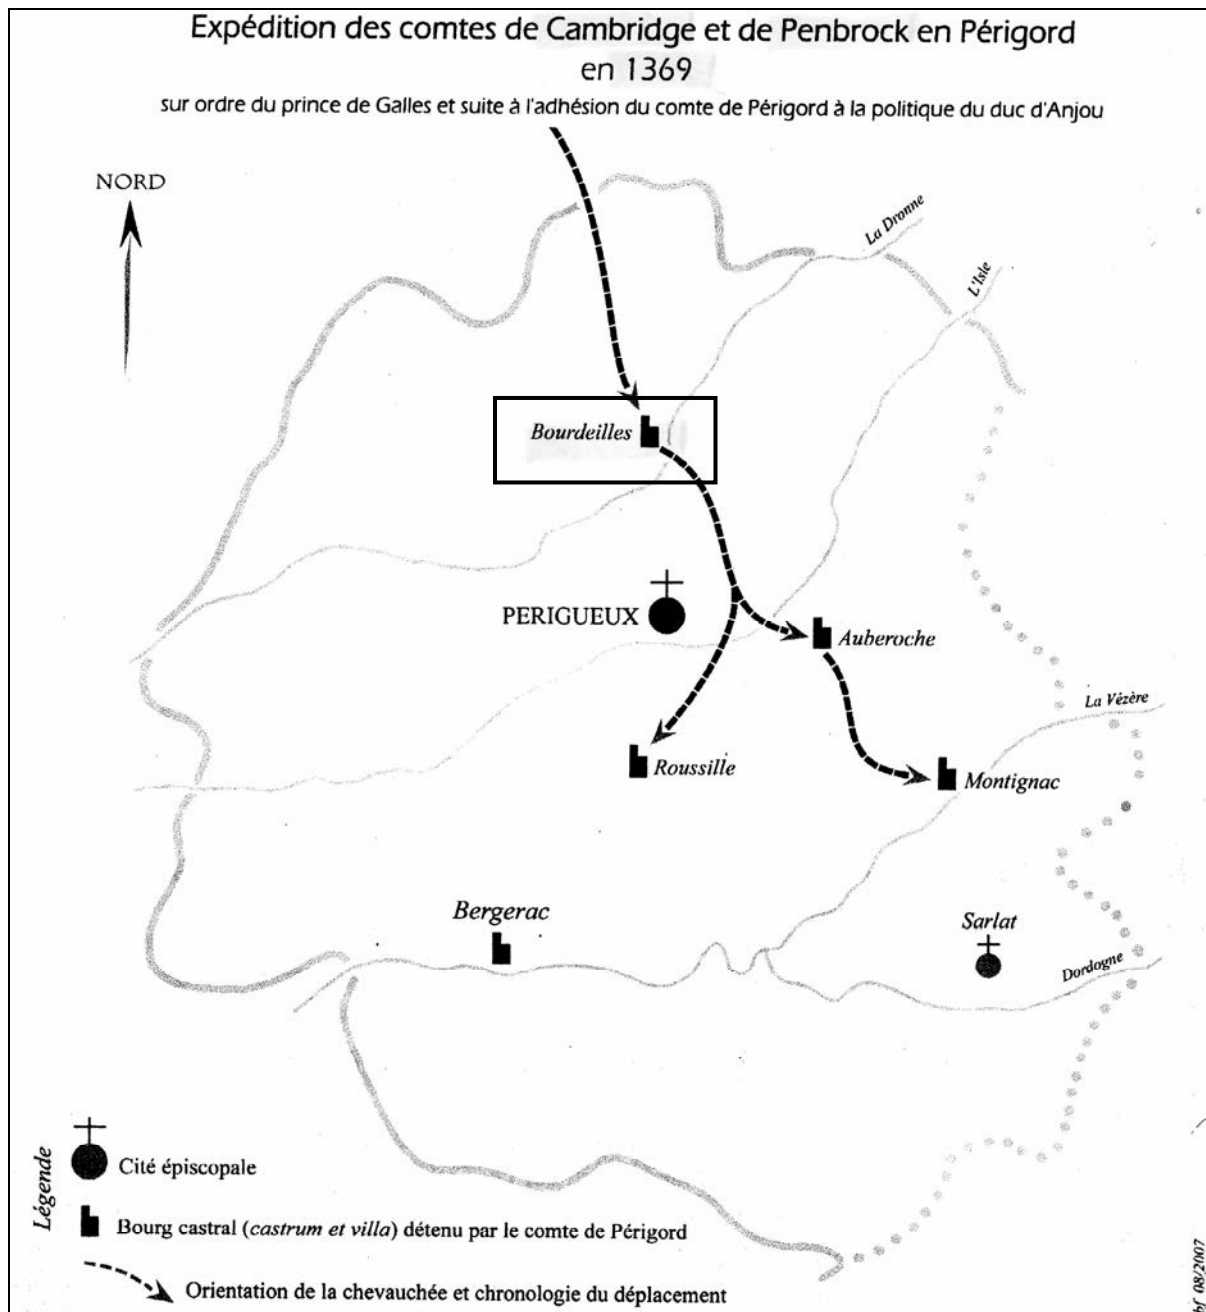 Expédition des comtes de Cambridge et de Penbrock en Périgord
en 1369
sur ordre du prince de Galles et suite à l'adhésion du comte de Périgord à la politique du duc d'Anjou
NORD
La Dronne
L'Isle
Bourdeilles
PERIGUEUX
Auberoche
La Vézère
Roussille
Montignac
Bergerac
Sarlat
Dordogne
Légende
Cité épiscopale
Bourg castral (castrum et villa) détenu par le comte de Périgord
Orientation de la chevauchée et chronologie du déplacement
bf 08/2007